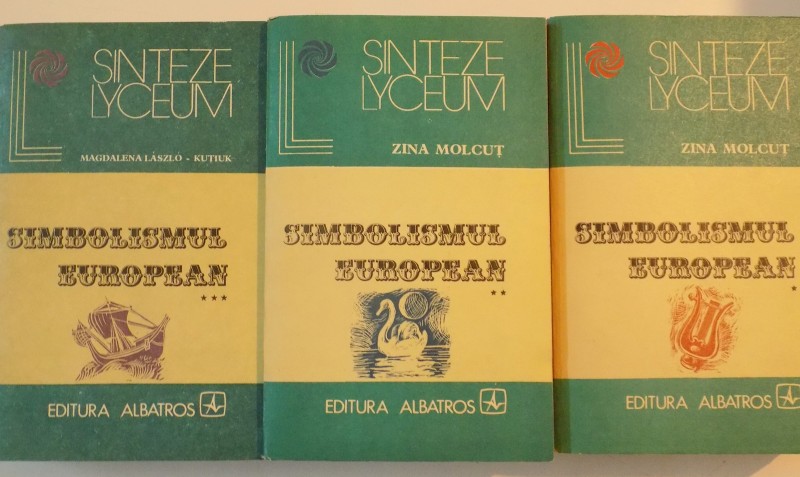 SINTEZE
LYCEUM
MAGDALENA LÁSZLÓ - KUȚIUK
SIMBOLISMUL
EUROPEAN
***
EDITURA ALBATROS
SINTEZE
LYCEUM
ZINA MOLCUȚ
SIMBOLISMUL
EUROPEAN
**
EDITURA ALBATROS
SINTEZE
LYCEUM
ZINA MOLCUȚ
SIMBOLISMUL
EUROPEAN
*
EDITURA ALBATROS